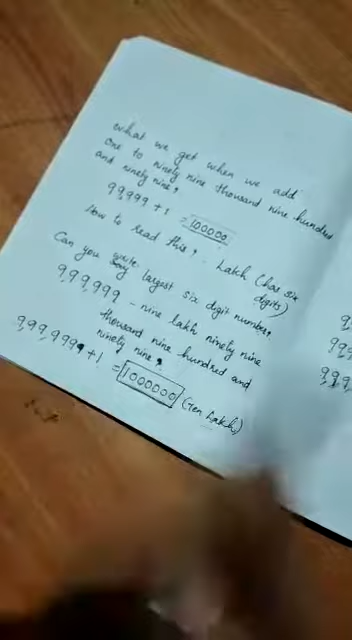 what we get when we add
one to ninety nine thousand nine hundred
and ninety nine?
99,999 + 1 = 100000
How to read this? - Lakh (has six
digits)
Can you write largest six digit number?
9,99,999 - nine lakh, ninety nine
thousand nine hundred and
ninety nine.
9,99,999 + 1 = 1000000 (Ten Lakh)